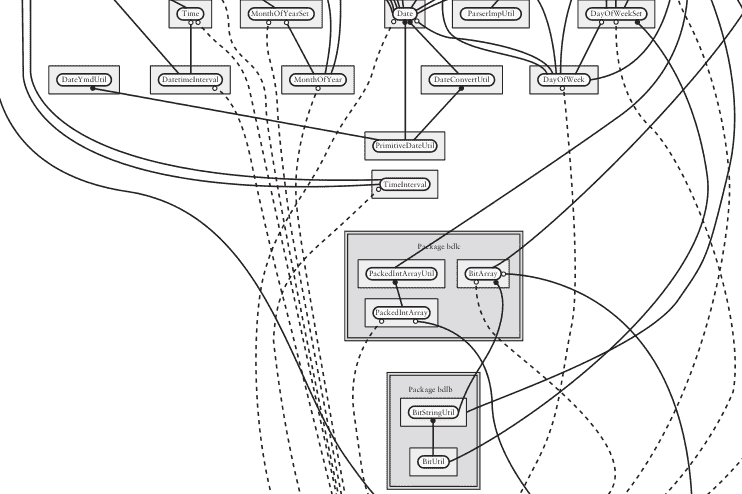 Time
MonthOfYearSet
Date
ParserImpUtil
DayOfWeekSet
DateYmdUtil
DatetimeInterval
MonthOfYear
DateConvertUtil
DayOfWeek
PrimitiveDateUtil
TimeInterval
Package bdlc
PackedIntArrayUtil
BitArray
PackedIntArray
Package bdlb
BitStringUtil
BitUtil